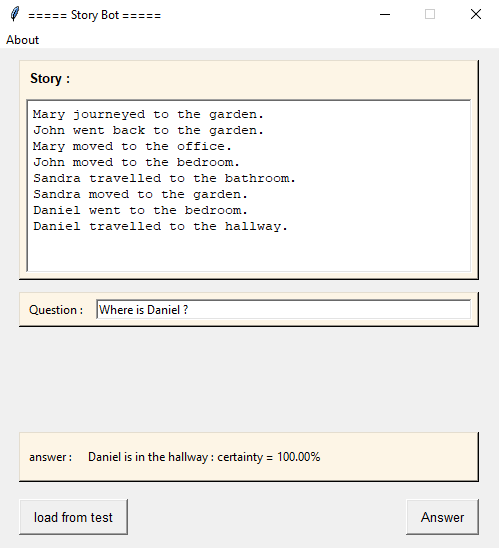 ===== Story Bot =====
About
Story :
Mary journeyed to the garden.
John went back to the garden.
Mary moved to the office.
John moved to the bedroom.
Sandra travelled to the bathroom.
Sandra moved to the garden.
Daniel went to the bedroom.
Daniel travelled to the hallway.
Question : Where is Daniel ?
answer : Daniel is in the hallway : certainty = 100.00%
load from test Answer